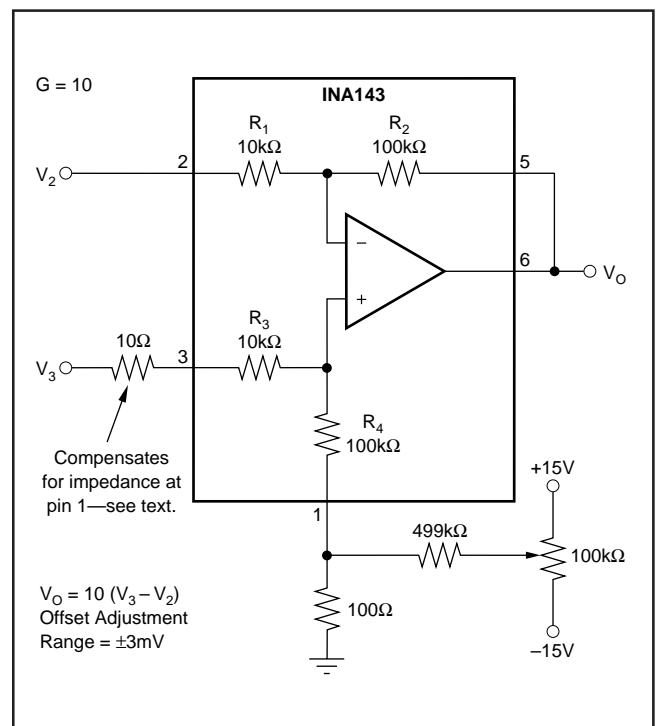 G = 10
INA143
R1
10kΩ
R2
100kΩ
2
5
V2
–
6
VO
+
R3
10kΩ
10Ω
3
V3
R4
100kΩ
Compensates
for impedance at
pin 1—see text.
+15V
1
499kΩ
100kΩ
VO = 10 (V3 – V2)
Offset Adjustment
Range = ±3mV
100Ω
–15V